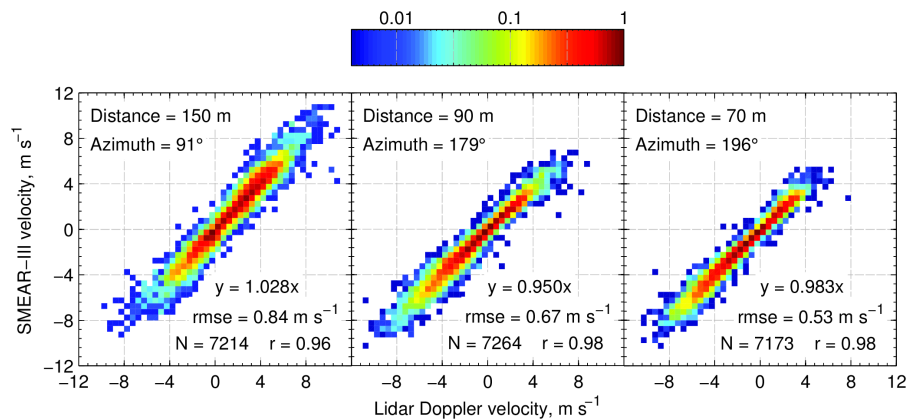 0.01 0.1 1
12
8
4
0
−4
−8
−12
SMEAR−III velocity, m s⁻¹
Distance = 150 m
Azimuth = 91°
y = 1.028x
rmse = 0.84 m s⁻¹
N = 7214 r = 0.96
Distance = 90 m
Azimuth = 179°
y = 0.950x
rmse = 0.67 m s⁻¹
N = 7264 r = 0.98
Distance = 70 m
Azimuth = 196°
y = 0.983x
rmse = 0.53 m s⁻¹
N = 7173 r = 0.98
−12 −8 −4 0 4 8 −8 −4 0 4 8 −8 −4 0 4 8 12
Lidar Doppler velocity, m s⁻¹